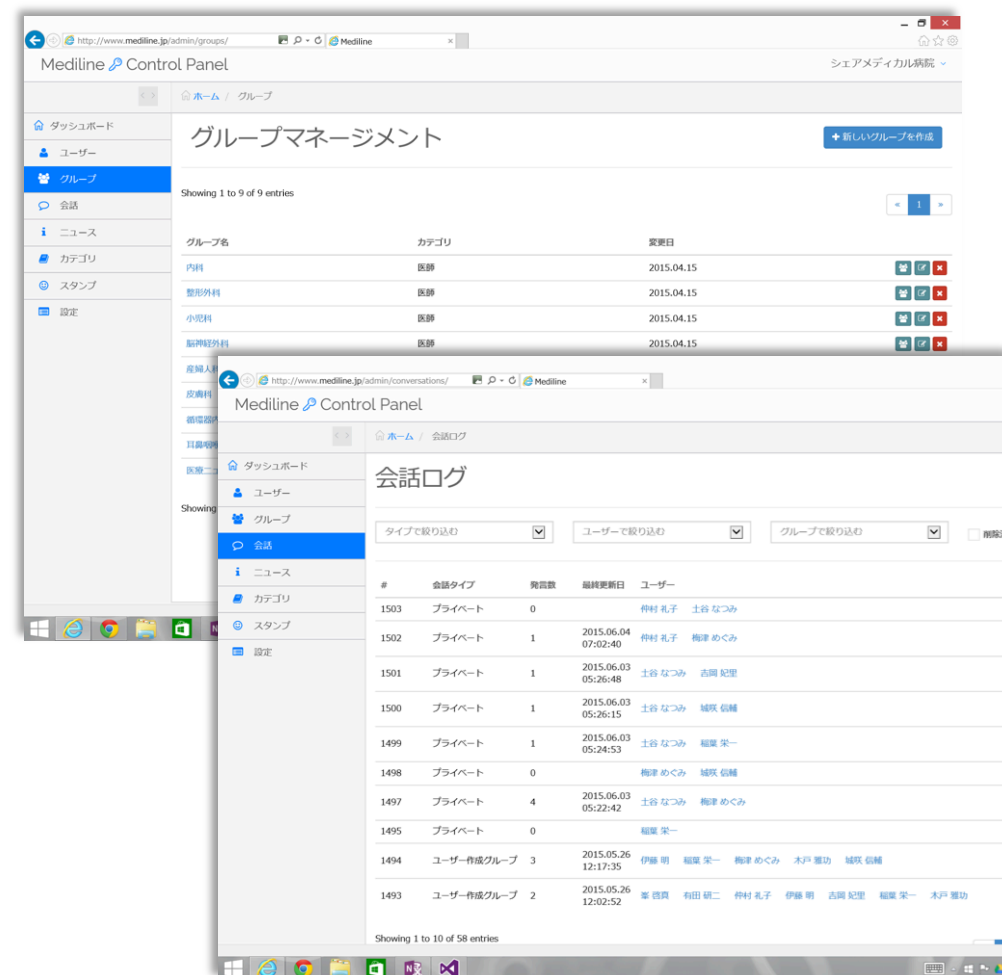 http://www.mediline.jp/admin/groups/
Mediline
Mediline Control Panel
シェアメディカル病院
ホーム / グループ
ダッシュボード
ユーザー
グループ
会話
ニュース
カテゴリ
スタンプ
設定
グループマネージメント
+新しいグループを作成
Showing 1 to 9 of 9 entries
« 1 »
グループ名 カテゴリ 変更日
内科 医師 2015.04.15
整形外科 医師 2015.04.15
小児科 医師 2015.04.15
脳神経外科 医師 2015.04.15
産婦人
皮膚科
循環器
耳鼻咽
医療ニュ
Showing
http://www.mediline.jp/admin/conversations/
Mediline
Mediline Control Panel
ホーム / 会話ログ
ダッシュボード
ユーザー
グループ
会話
ニュース
カテゴリ
スタンプ
設定
会話ログ
タイプで絞り込む ユーザーで絞り込む グループで絞り込む 削除
# 会話タイプ 発言数 最終更新日 ユーザー
1503 プライベート 0 仲村 礼子 土谷 なつみ
1502 プライベート 1 2015.06.04 07:02:40 仲村 礼子 梅津 めぐみ
1501 プライベート 1 2015.06.03 05:26:48 土谷 なつみ 吉岡 妃里
1500 プライベート 1 2015.06.03 05:26:15 土谷 なつみ 城咲 信輔
1499 プライベート 1 2015.06.03 05:24:53 土谷 なつみ 稲葉 栄一
1498 プライベート 0 梅津 めぐみ 城咲 信輔
1497 プライベート 4 2015.06.03 05:22:42 土谷 なつみ 梅津 めぐみ
1495 プライベート 0 稲葉 栄一
1494 ユーザー作成グループ 3 2015.05.26 12:17:35 伊藤 明 稲葉 栄一 梅津 めぐみ 木戸 雅功 城咲 信輔
1493 ユーザー作成グループ 2 2015.05.26 12:02:52 峯 啓真 有田 研二 仲村 礼子 伊藤 明 吉岡 妃里 稲葉 栄一 木戸 雅功
Showing 1 to 10 of 58 entries